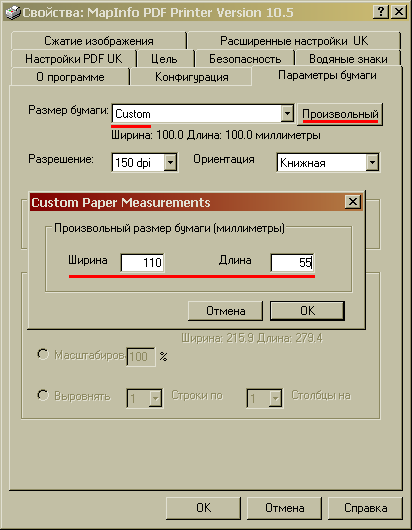 Свойства: MapInfo PDF Printer Version 10.5
Сжатие изображения Расширенные настройки UK
Настройки PDF UK Цель Безопасность Водяные знаки
О программе Конфигурация Параметры бумаги
Размер бумаги: Custom Произвольный
Ширина: 100.0 Длина: 100.0 миллиметры
Разрешение: 150 dpi Ориентация Книжная
Custom Paper Measurements
Произвольный размер бумаги (миллиметры)
Ширина 110 Длина 55
Отмена OK
Ширина: 215.9 Длина: 279.4
Масштабиров 100 %
Выровнять 1 Строки по 1 Столбцы на
OK Отмена Справка